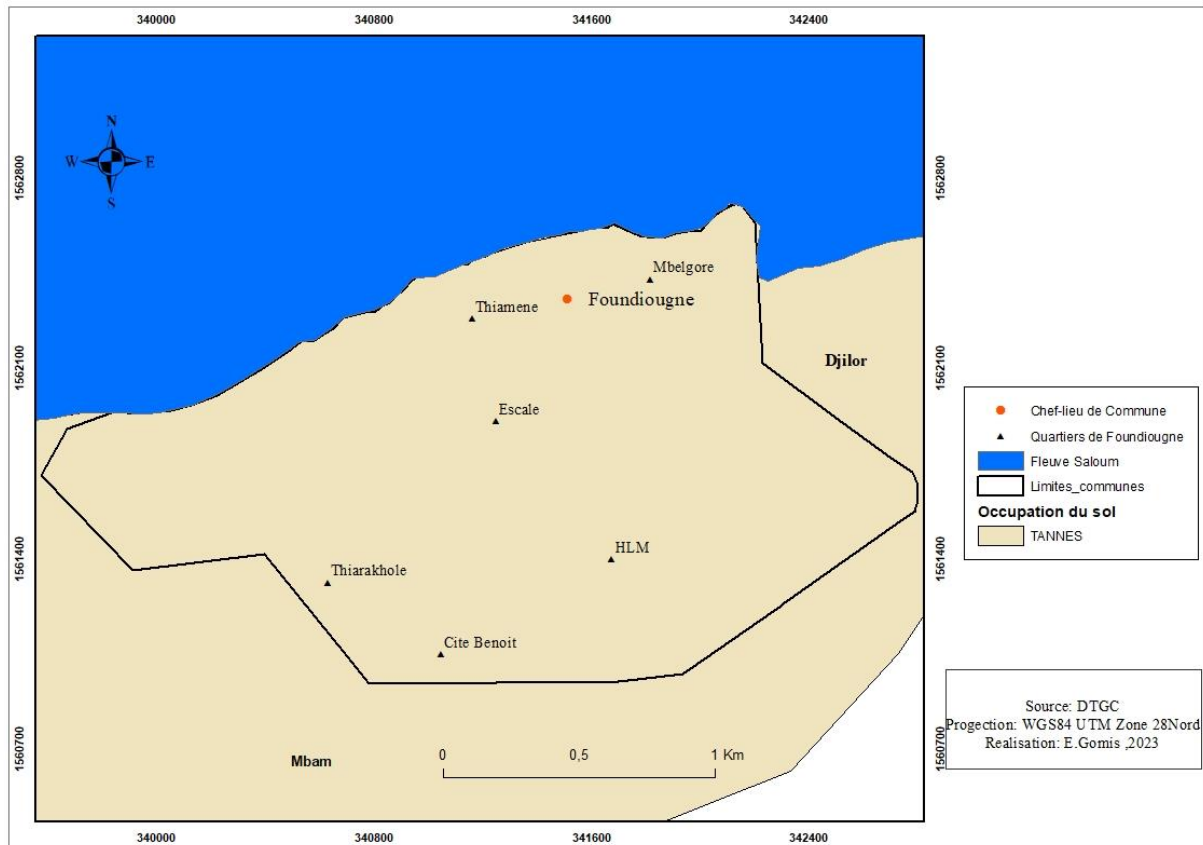 340000 340800 341600 342400
N
W E
S
1562800
1562800
Mbelgore
Foundiougne
Thiamene
1562100
Djilor
1562100
Escale
Chef-lieu de Commune
Quartiers de Foundiougne
Fleuve Saloum
Limites_communes
Occupation du sol
TANNES
1561400
HLM
1561400
Thiarakhole
Cite Benoit
1560700
Mbam
0 0,5 1 Km
1560700
Source: DTGC
Progection: WGS84 UTM Zone 28Nord
Realisation: E.Gomis ,2023
340000 340800 341600 342400